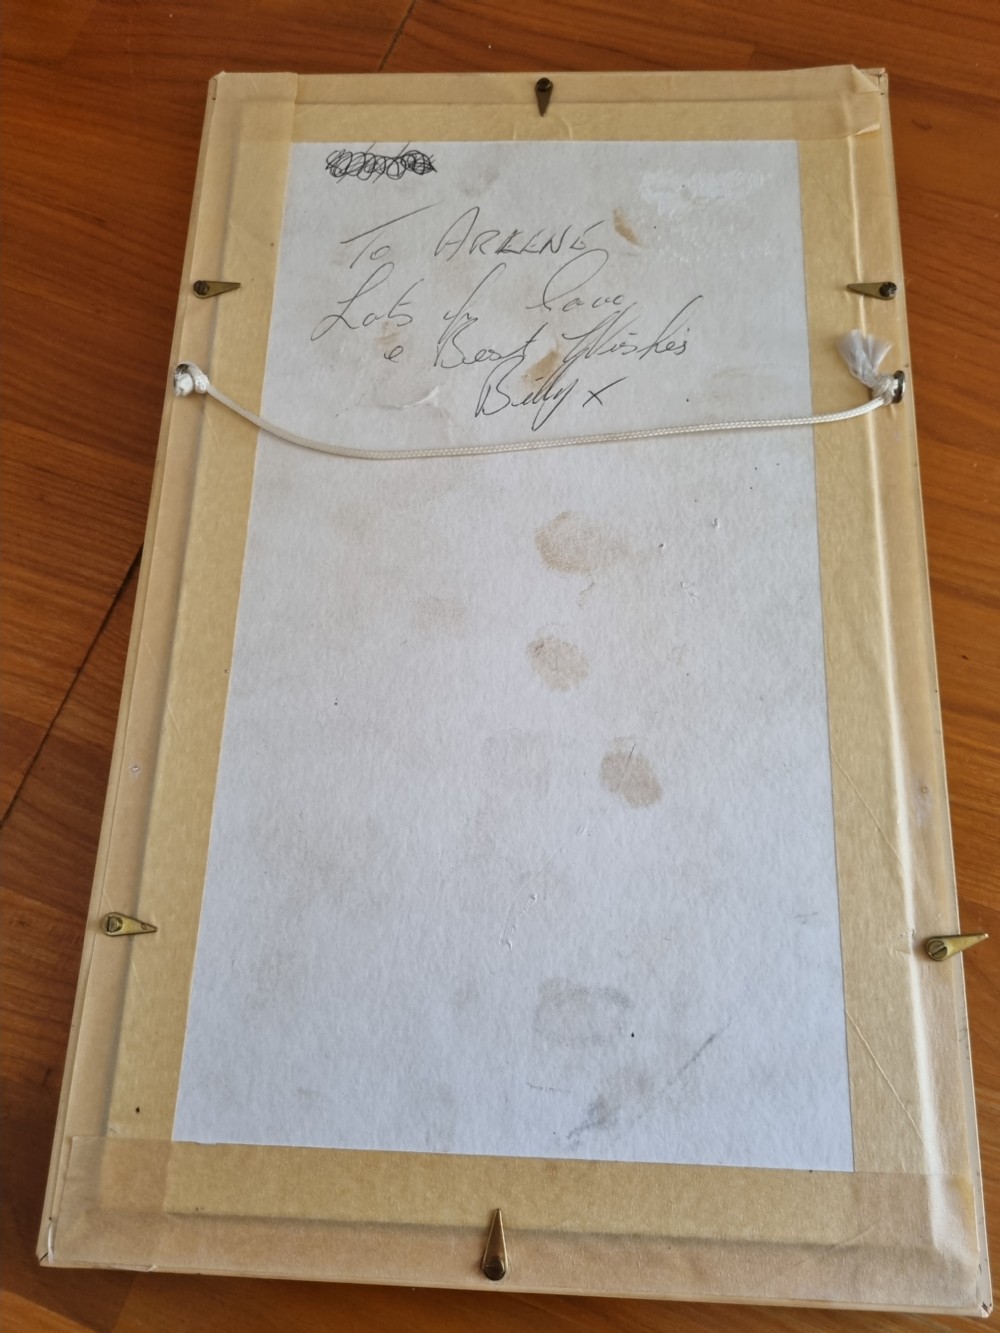 To ARLENE
Lots of love
& Best Wishes
Billy x